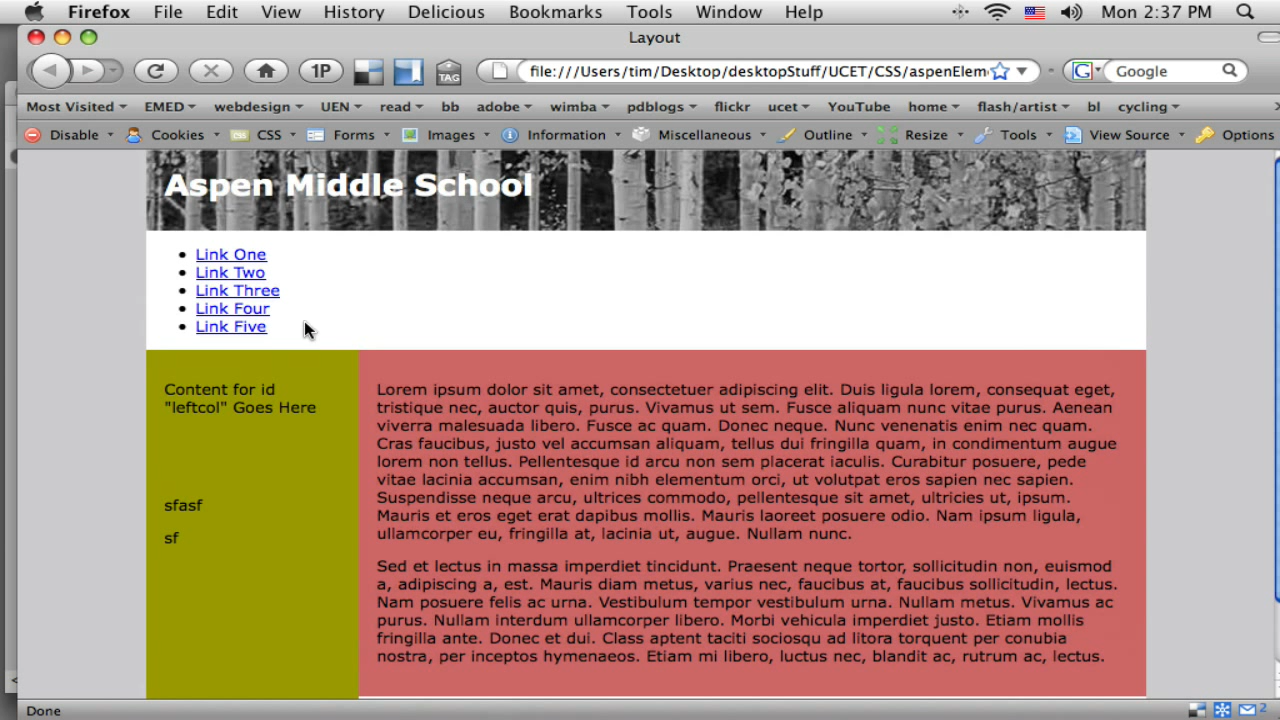 Firefox File Edit View History Delicious Bookmarks Tools Window Help Mon 2:37 PM
Layout
1P TAG file:///Users/tim/Desktop/desktopStuff/UCET/CSS/aspenElem G Google
Most Visited EMED webdesign UEN read bb adobe wimba pdblogs flickr ucet YouTube home flash/artist bl cycling
Disable Cookies CSS Forms Images Information Miscellaneous Outline Resize Tools View Source Options
Aspen Middle School
Link One
Link Two
Link Three
Link Four
Link Five
Content for id
"leftcol" Goes Here
sfasf
sf
Lorem ipsum dolor sit amet, consectetuer adipiscing elit. Duis ligula lorem, consequat eget,
tristique nec, auctor quis, purus. Vivamus ut sem. Fusce aliquam nunc vitae purus. Aenean
viverra malesuada libero. Fusce ac quam. Donec neque. Nunc venenatis enim nec quam.
Cras faucibus, justo vel accumsan aliquam, tellus dui fringilla quam, in condimentum augue
lorem non tellus. Pellentesque id arcu non sem placerat iaculis. Curabitur posuere, pede
vitae lacinia accumsan, enim nibh elementum orci, ut volutpat eros sapien nec sapien.
Suspendisse neque arcu, ultrices commodo, pellentesque sit amet, ultricies ut, ipsum.
Mauris et eros eget erat dapibus mollis. Mauris laoreet posuere odio. Nam ipsum ligula,
ullamcorper eu, fringilla at, lacinia ut, augue. Nullam nunc.
Sed et lectus in massa imperdiet tincidunt. Praesent neque tortor, sollicitudin non, euismod
a, adipiscing a, est. Mauris diam metus, varius nec, faucibus at, faucibus sollicitudin, lectus.
Nam posuere felis ac urna. Vestibulum tempor vestibulum urna. Nullam metus. Vivamus ac
purus. Nullam interdum ullamcorper libero. Morbi vehicula imperdiet justo. Etiam mollis
fringilla ante. Donec et dui. Class aptent taciti sociosqu ad litora torquent per conubia
nostra, per inceptos hymenaeos. Etiam mi libero, luctus nec, blandit ac, rutrum ac, lectus.
Done 2